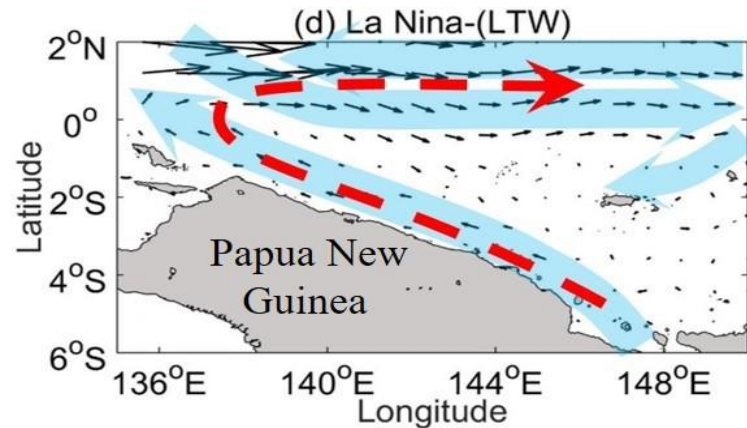 (d) La Nina-(LTW)
2°N
0°
2°S
4°S
6°S
Latitude
Papua New
Guinea
136°E
140°E
144°E
148°E
Longitude